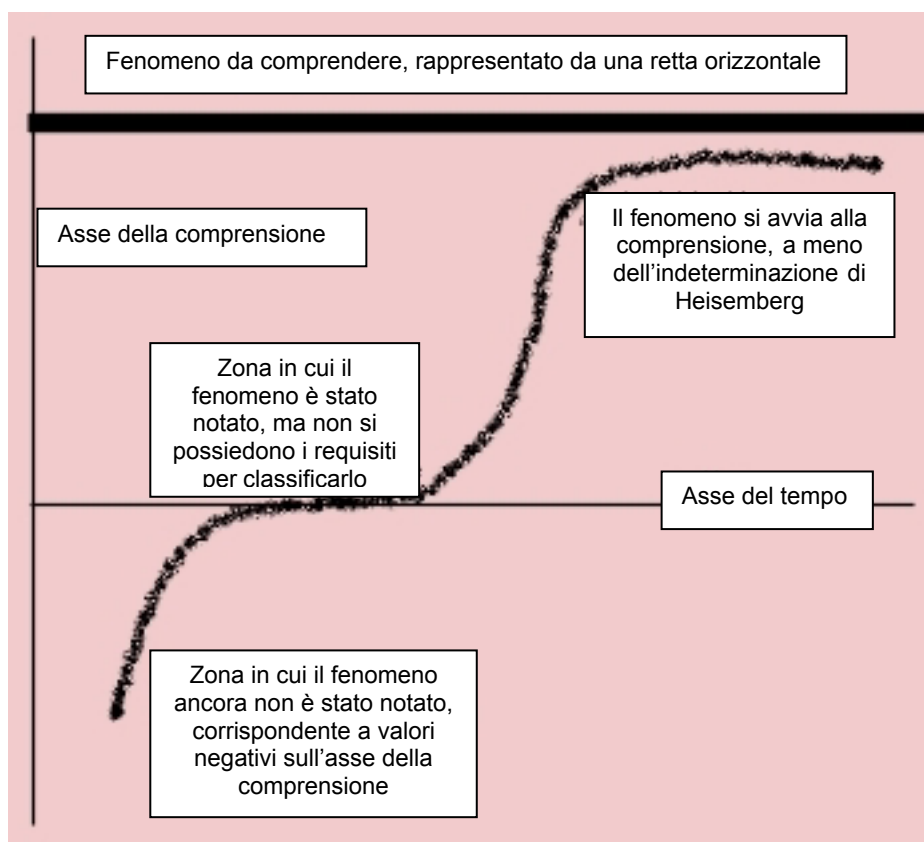 Fenomeno da comprendere, rappresentato da una retta orizzontale
Asse della comprensione
Il fenomeno si avvia alla
comprensione, a meno
dell'indeterminazione di
Heisemberg
Zona in cui il
fenomeno è stato
notato, ma non si
possiedono i requisiti
per classificarlo
Asse del tempo
Zona in cui il fenomeno
ancora non è stato notato,
corrispondente a valori
negativi sull'asse della
comprensione